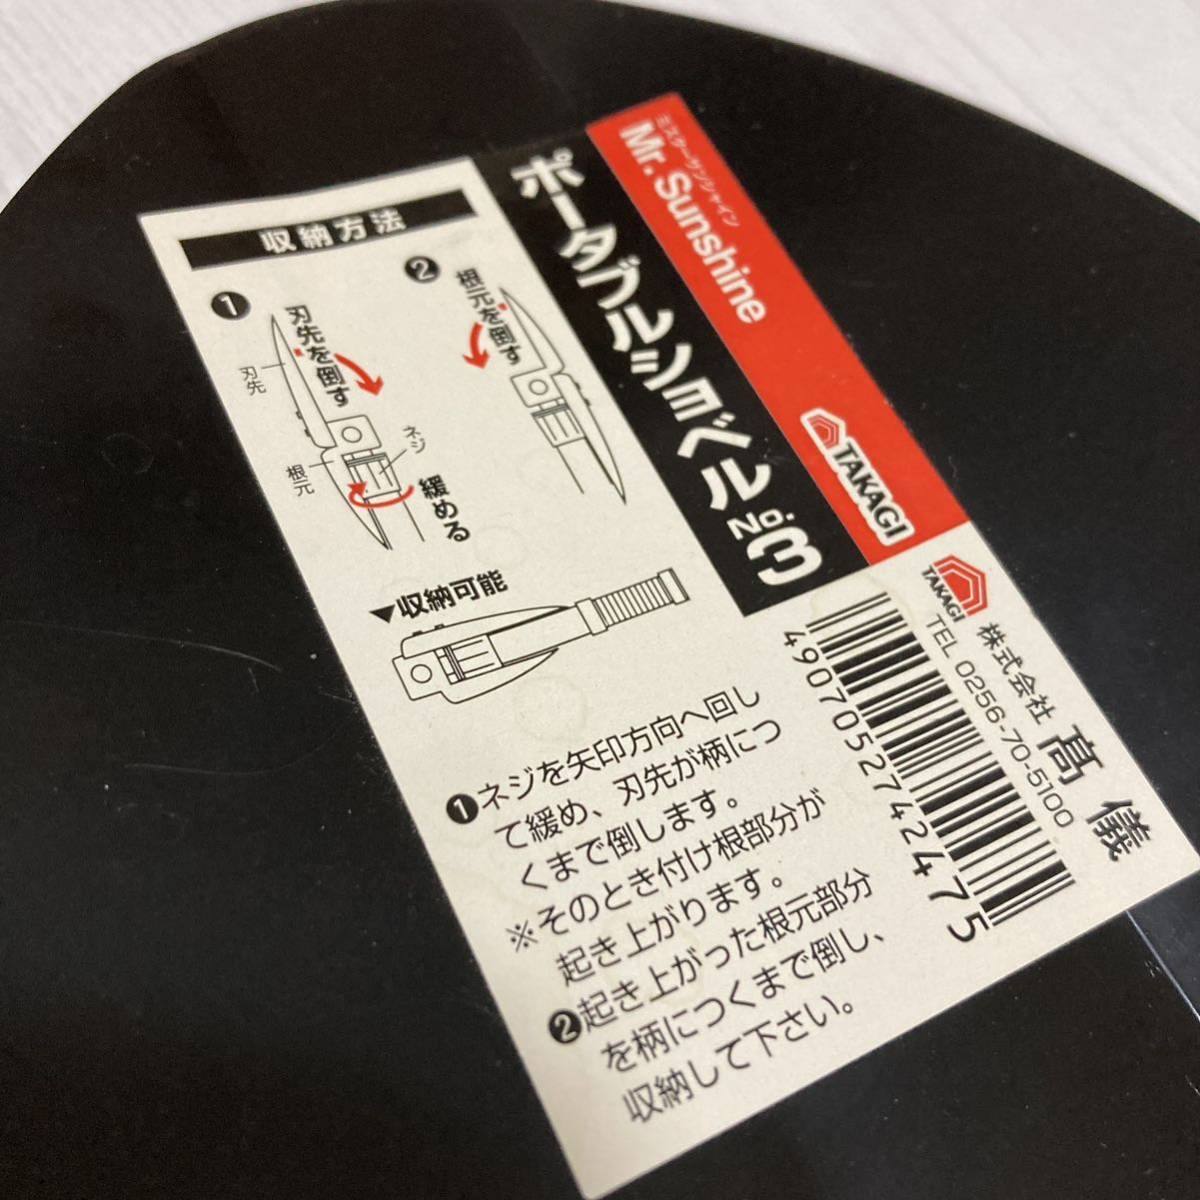 ミスターサンシャイン
Mr. Sunshine
TAKAGI
ポータブルショベル No.3
収納方法
❶
刃先を倒す
刃先
ネジ
根元
緩める
❷
根元を倒す
▼収納可能
❶ネジを矢印方向へ回し
て緩め、刃先が柄につ
くまで倒します。
※そのとき付け根部分が
起き上がります。
❷起き上がった根元部分
を柄につくまで倒し、
収納して下さい。
4907052742475
TAKAGI
株式会社 髙儀
TEL 0256-70-5100